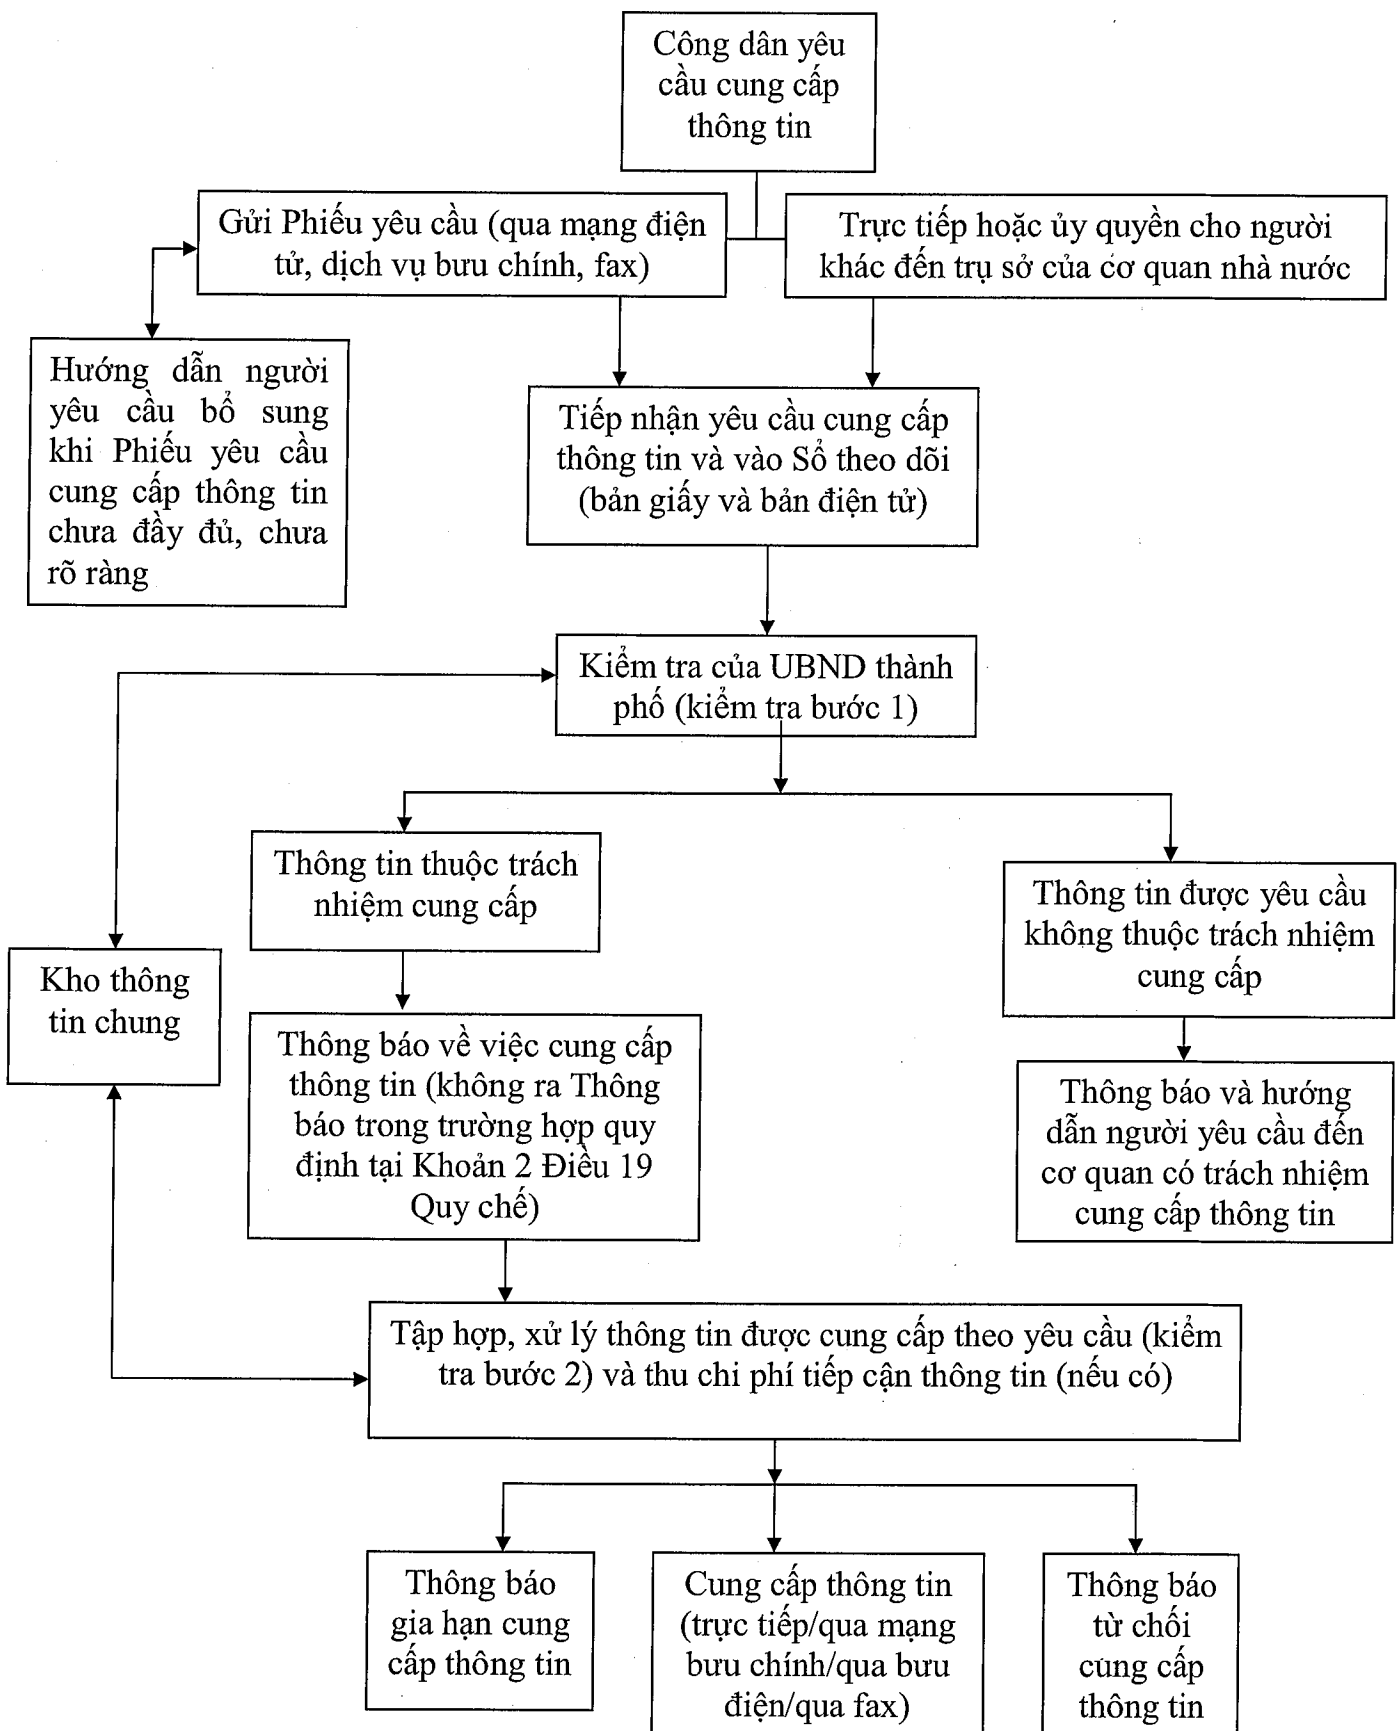 Công dân yêu
cầu cung cấp
thông tin
Gửi Phiếu yêu cầu (qua mạng điện
tử, dịch vụ bưu chính, fax)
Trực tiếp hoặc ủy quyền cho người
khác đến trụ sở của cơ quan nhà nước
Hướng dẫn người
yêu cầu bổ sung
khi Phiếu yêu cầu
cung cấp thông tin
chưa đầy đủ, chưa
rõ ràng
Tiếp nhận yêu cầu cung cấp
thông tin và vào Sổ theo dõi
(bản giấy và bản điện tử)
Kiểm tra của UBND thành
phố (kiểm tra bước 1)
Thông tin thuộc trách
nhiệm cung cấp
Thông tin được yêu cầu
không thuộc trách nhiệm
cung cấp
Kho thông
tin chung
Thông báo về việc cung cấp
thông tin (không ra Thông
báo trong trường hợp quy
định tại Khoản 2 Điều 19
Quy chế)
Thông báo và hướng
dẫn người yêu cầu đến
cơ quan có trách nhiệm
cung cấp thông tin
Tập hợp, xử lý thông tin được cung cấp theo yêu cầu (kiểm
tra bước 2) và thu chi phí tiếp cận thông tin (nếu có)
Thông báo
gia hạn cung
cấp thông tin
Cung cấp thông tin
(trực tiếp/qua mạng
bưu chính/qua bưu
điện/qua fax)
Thông báo
từ chối
cung cấp
thông tin